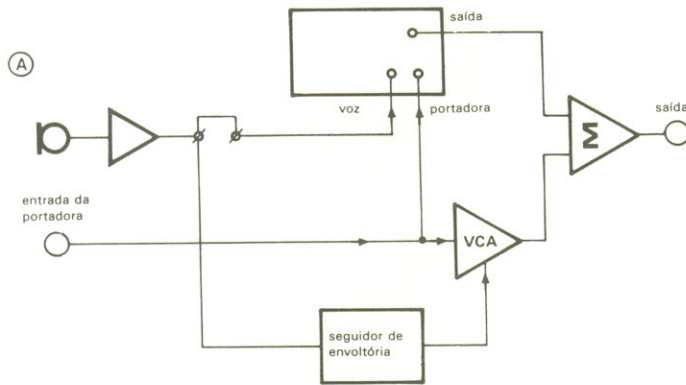 saída
A
voz
portadora
saída
entrada da
portadora
VCA
Σ
seguidor de
envoltória